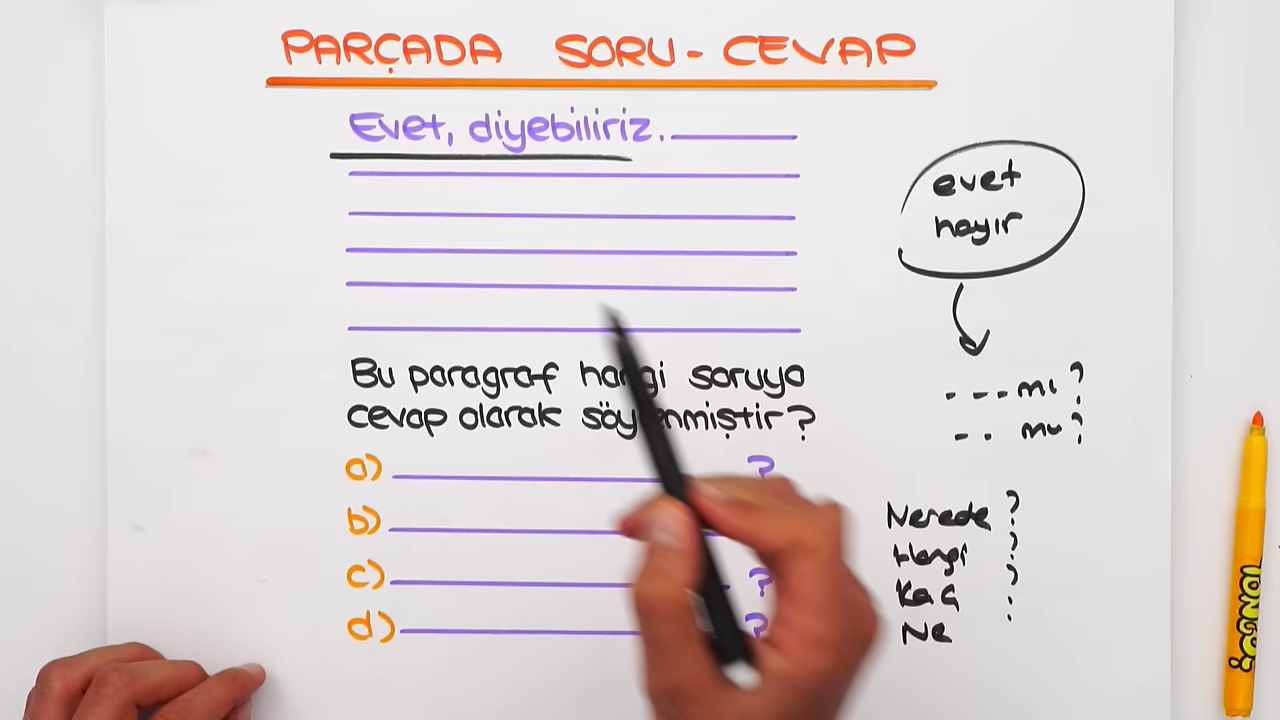 PARÇADA SORU - CEVAP
Evet, diyebiliriz.
evet
hayır
Bu paragraf hangi soruya
cevap olarak söylenmiştir?
- - - mı?
- - mu?
a) ?
b)
c) ?
d) ?
Nerede ?
Hangi ?
Kaç ?
Ne
TONGUÇ